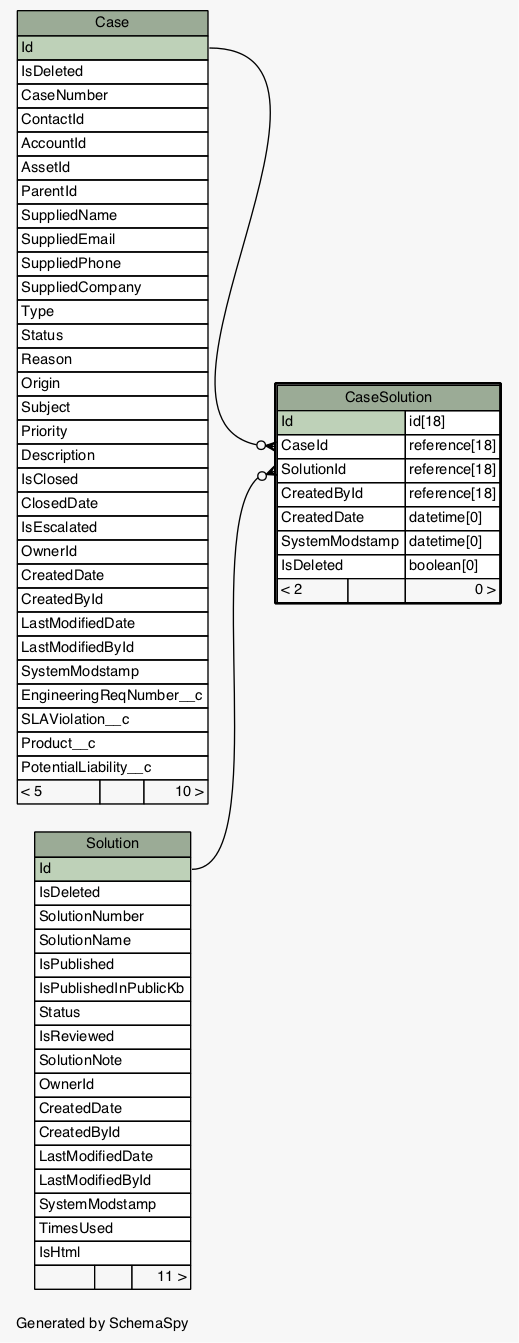 Case
Id
IsDeleted
CaseNumber
ContactId
AccountId
AssetId
ParentId
SuppliedName
SuppliedEmail
SuppliedPhone
SuppliedCompany
Type
Status
Reason
Origin
Subject
Priority
Description
IsClosed
ClosedDate
IsEscalated
OwnerId
CreatedDate
CreatedById
LastModifiedDate
LastModifiedById
SystemModstamp
EngineeringReqNumber__c
SLAViolation__c
Product__c
PotentialLiability__c
< 5 10 >
CaseSolution
Id id[18]
CaseId reference[18]
SolutionId reference[18]
CreatedById reference[18]
CreatedDate datetime[0]
SystemModstamp datetime[0]
IsDeleted boolean[0]
< 2 0 >
Solution
Id
IsDeleted
SolutionNumber
SolutionName
IsPublished
IsPublishedInPublicKb
Status
IsReviewed
SolutionNote
OwnerId
CreatedDate
CreatedById
LastModifiedDate
LastModifiedById
SystemModstamp
TimesUsed
IsHtml
11 >
Generated by SchemaSpy